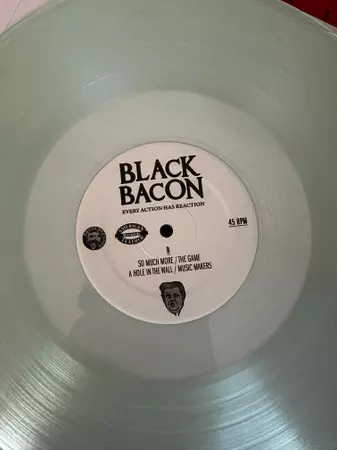 BLACK
BACON
EVERY ACTION HAS REACTION
45 RPM
B
SO MUCH MORE / THE GAME
A HOLE IN THE WALL / MUSIC MAKERS